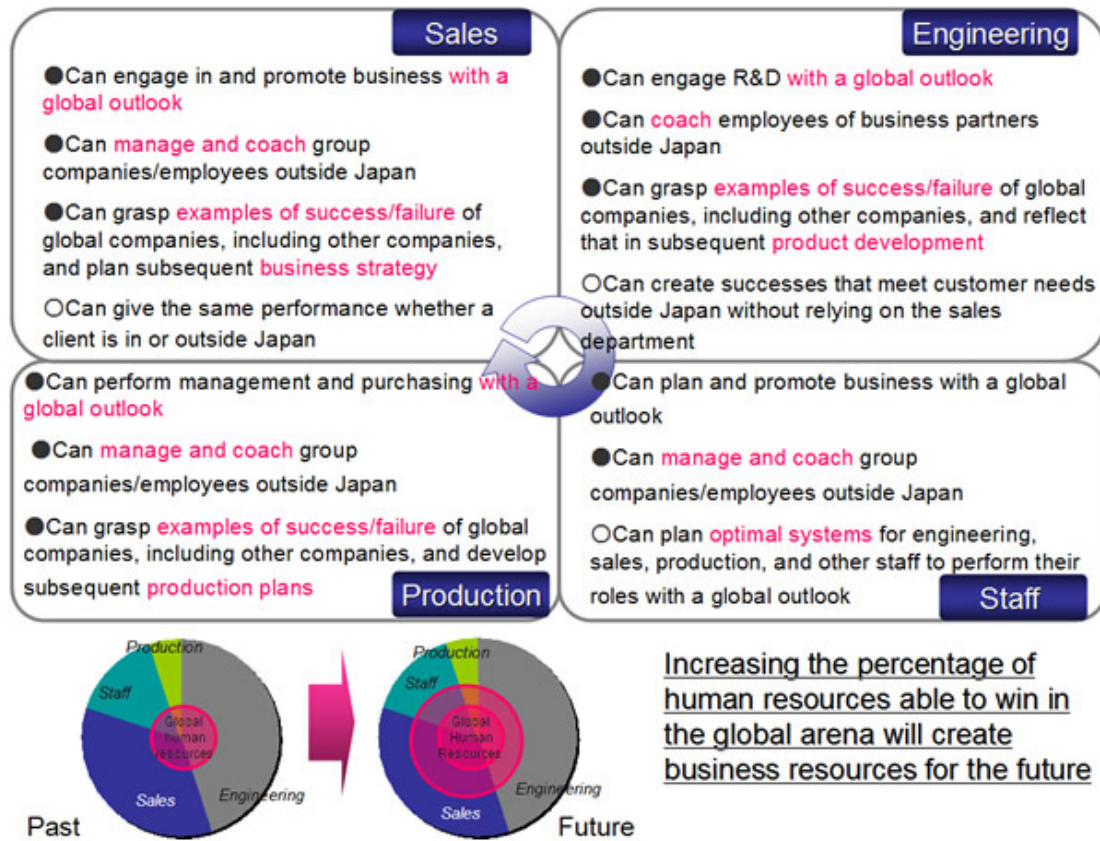 Sales
●Can engage in and promote business with a
global outlook
●Can manage and coach group
companies/employees outside Japan
●Can grasp examples of success/failure of
global companies, including other companies,
and plan subsequent business strategy
○Can give the same performance whether a
client is in or outside Japan
Engineering
●Can engage R&D with a global outlook
●Can coach employees of business partners
outside Japan
●Can grasp examples of success/failure of global
companies, including other companies, and reflect
that in subsequent product development
○Can create successes that meet customer needs
outside Japan without relying on the sales
department
●Can perform management and purchasing with a
global outlook
●Can manage and coach group
companies/employees outside Japan
●Can grasp examples of success/failure of global
companies, including other companies, and develop
subsequent production plans
Production
●Can plan and promote business with a global
outlook
●Can manage and coach group
companies/employees outside Japan
○Can plan optimal systems for engineering,
sales, production, and other staff to perform their
roles with a global outlook
Staff
Production
Staff
Global
human
resources
Sales
Engineering
Past
Production
Staff
Global
Human
Resources
Sales
Engineering
Future
Increasing the percentage of
human resources able to win in
the global arena will create
business resources for the future